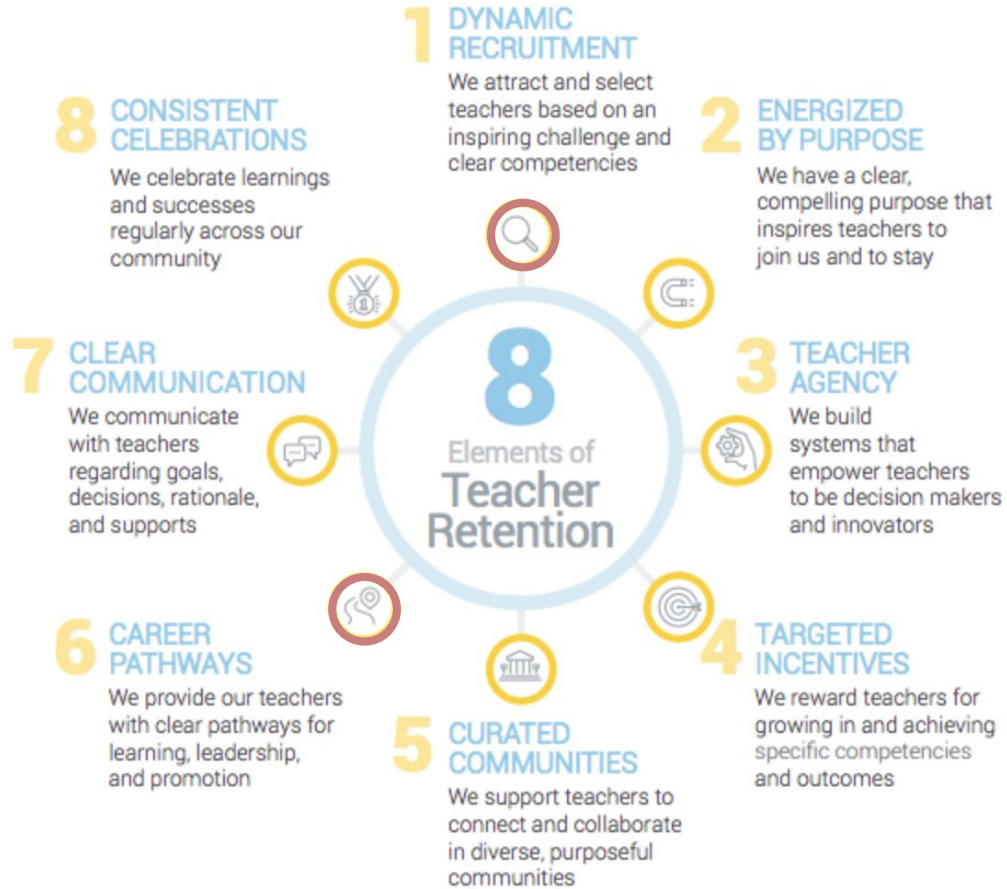 8
Elements of
Teacher
Retention
1
DYNAMIC
RECRUITMENT
We attract and select
teachers based on an
inspiring challenge and
clear competencies
2
ENERGIZED
BY PURPOSE
We have a clear,
compelling purpose that
inspires teachers to
join us and to stay
3
TEACHER
AGENCY
We build
systems that
empower teachers
to be decision makers
and innovators
4
TARGETED
INCENTIVES
We reward teachers for
growing in and achieving
specific competencies
and outcomes
5
CURATED
COMMUNITIES
We support teachers to
connect and collaborate
in diverse, purposeful
communities
6
CAREER
PATHWAYS
We provide our teachers
with clear pathways for
learning, leadership,
and promotion
7
CLEAR
COMMUNICATION
We communicate
with teachers
regarding goals,
decisions, rationale,
and supports
8
CONSISTENT
CELEBRATIONS
We celebrate learnings
and successes
regularly across our
community
1